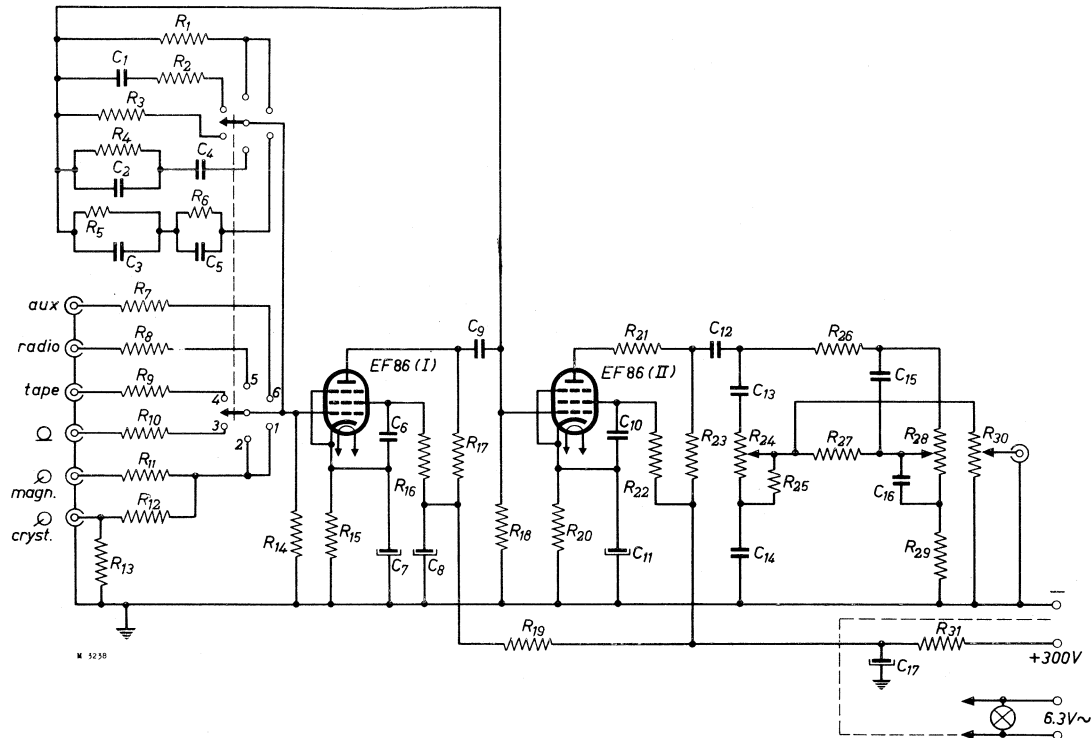 R1
C1
R2
R3
R4
C2
C4
R6
R5
C3
C5
aux
R7
radio
R8
tape
R9
4
5
6
R10
3
2
1
magn.
R11
cryst.
R12
R13
R14
EF86 (I)
C9
C6
R16
R17
R15
C7
C8
R18
EF86 (II)
R21
C12
R26
C10
C13
C15
R22
R23
R24
R27
R28
R30
R25
C16
R20
C11
C14
R29
−
R19
R31
+300V
C17
6.3V~
M 3238